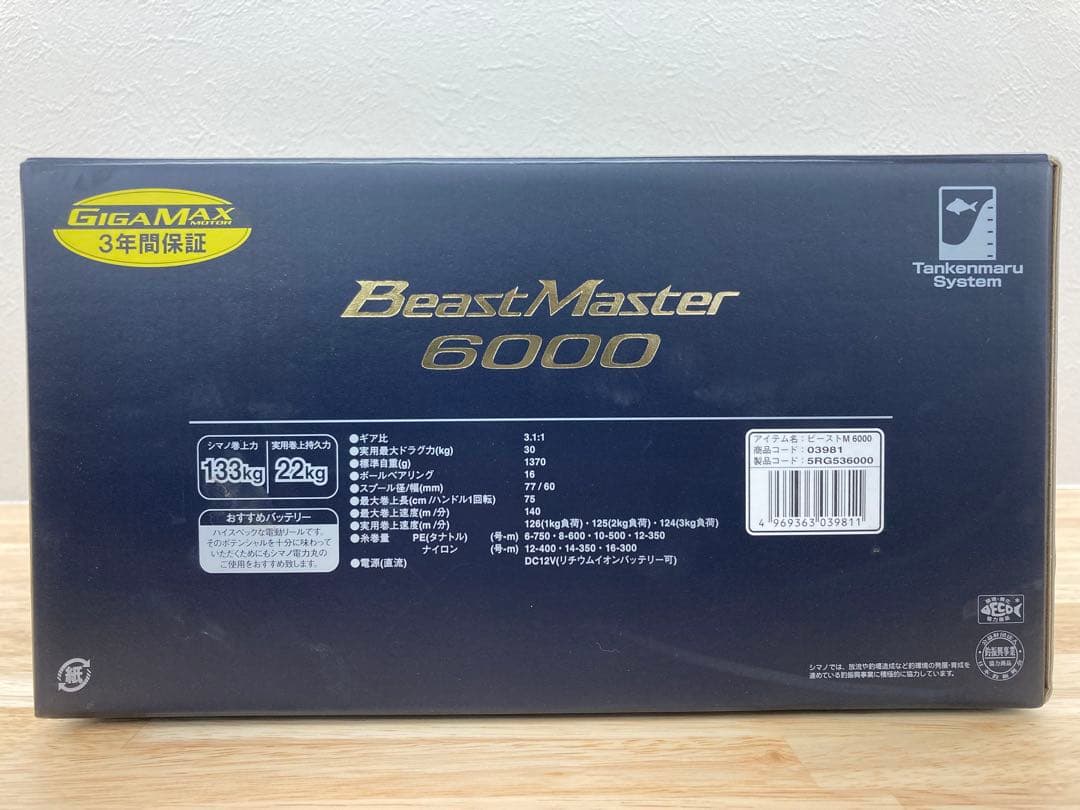 GIGAMAX
MOTOR
3年間保証
Tankenmaru
System
BeastMaster
6000
シマノ巻上力
133kg
実用巻上持久力
22kg
おすすめバッテリー
ハイスペックな電動リールです。
そのポテンシャルを十分に味わって
いただくためにもシマノ電力丸の
ご使用をおすすめ致します。
●ギア比 3.1:1
●実用最大ドラグ力(kg) 30
●標準自重(g) 1370
●ボールベアリング 16
●スプール径/幅(mm) 77/60
●最大巻上長(cm/ハンドル1回転) 75
●最大巻上速度(m/分) 140
●実用巻上速度(m/分) 126(1kg負荷)・125(2kg負荷)・124(3kg負荷)
●糸巻量 PE(タナトル) (号-m) 6-750・8-600・10-500・12-350
ナイロン (号-m) 12-400・14-350・16-300
●電源(直流) DC12V(リチウムイオンバッテリー可)
アイテム名：ビーストM 6000
商品コード：03981
製品コード：5RG536000
4 969363 039811
紙
協力商品
釣振興事業
協力商品
シマノでは、放流や釣場造成など釣環境の発展・育成を
進めている釣振興事業に積極的に協力しています。